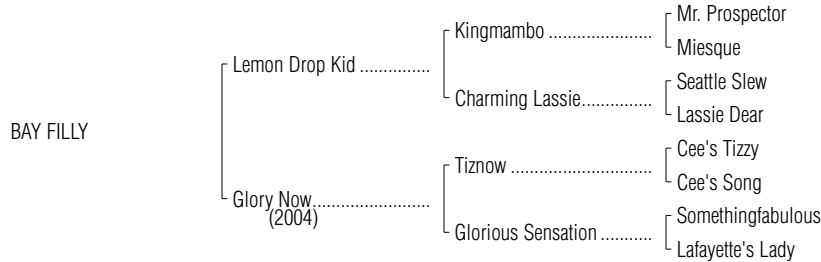 Mr. Prospector
Kingmambo ......................
Miesque
Lemon Drop Kid ...............
Seattle Slew
Charming Lassie...............
Lassie Dear
BAY FILLY
Cee's Tizzy
Tiznow ..............................
Cee's Song
Glory Now.........................
(2004)
Somethingfabulous
Glorious Sensation ...........
Lafayette's Lady